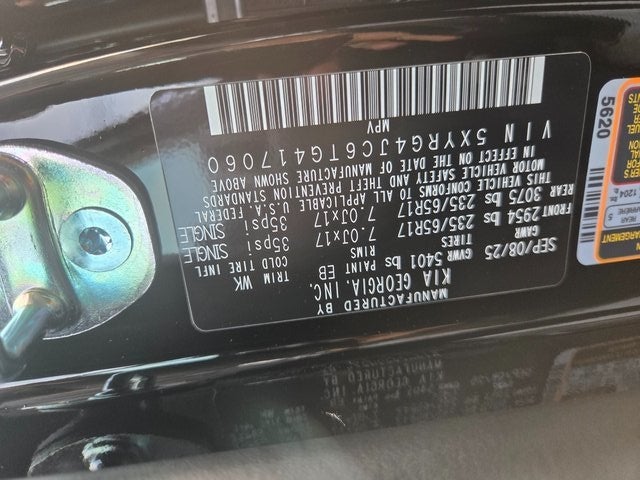 MANUFACTURED BY
KIA GEORGIA. INC.
SEP/08/25 GVWR 5401 lbs PAINT EB TRIM WK
GAWR TIRES RIMS COLD TIRE INFL
FRONT 2954 lbs 235/65R17 7.0Jx17 35psi SINGLE
REAR 3075 lbs 235/65R17 7.0Jx17 35psi SINGLE
THIS VEHICLE CONFORMS TO ALL APPLICABLE U.S.A. FEDERAL
MOTOR VEHICLE SAFETY AND THEFT PREVENTION STANDARDS
IN EFFECT ON THE DATE OF MANUFACTURE SHOWN ABOVE
VIN 5XYRG4JC6TG417060
MPV
5620